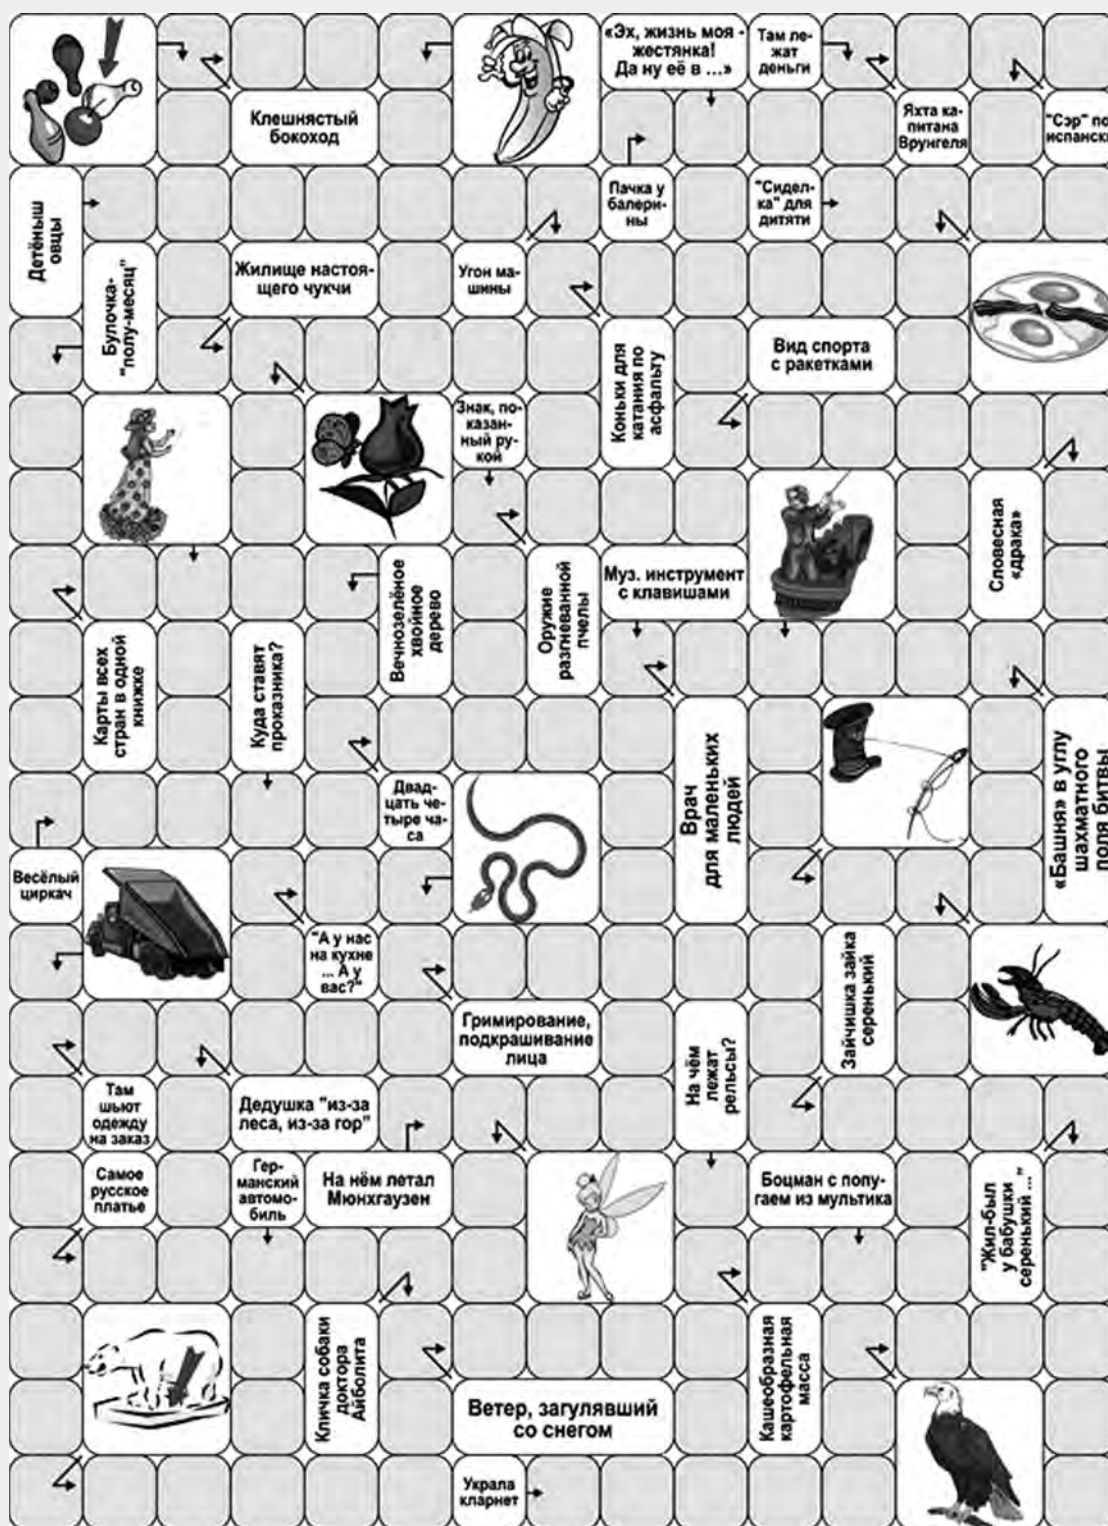 «Эх, жизнь моя -
жестянка!
Да ну её в ...»
Там ле-
жат
деньги
Клешнястый
бокоход
Яхта ка-
питана
Врунгеля
"Сэр" по-
испански
Детёныш
овцы
Пачка у
балери-
ны
"Сидел-
ка" для
дитяти
Булочка-
"полу-месяц"
Жилище настоя-
щего чукчи
Угон ма-
шины
Коньки для
катания по
асфальту
Вид спорта
с ракетками
Знак, по-
казан-
ный ру-
кой
Словесная
«драка»
Вечнозелёное
хвойное
дерево
Оружие
разгневанной
пчелы
Муз. инструмент
с клавишами
Карты всех
стран в одной
книжке
Куда ставят
проказника?
Врач
для маленьких
людей
«Башня» в углу
шахматного
поля битвы
Двад-
цать че-
тыре ча-
са
Весёлый
циркач
"А у нас
на кухне
... А у
вас?"
Зайчишка зайка
серенький
Гримирование,
подкрашивание
лица
На чём
лежат
рельсы?
Там
шьют
одежду
на заказ
Дедушка "из-за
леса, из-за гор"
Самое
русское
платье
Гер-
манский
автомо-
биль
На нём летал
Мюнхгаузен
Боцман с попу-
гаем из мультика
"Жил-был
у бабушки
серенький ..."
Кличка собаки
доктора
Айболита
Кашеобразная
картофельная
масса
Ветер, загулявший
со снегом
Украла
кларнет